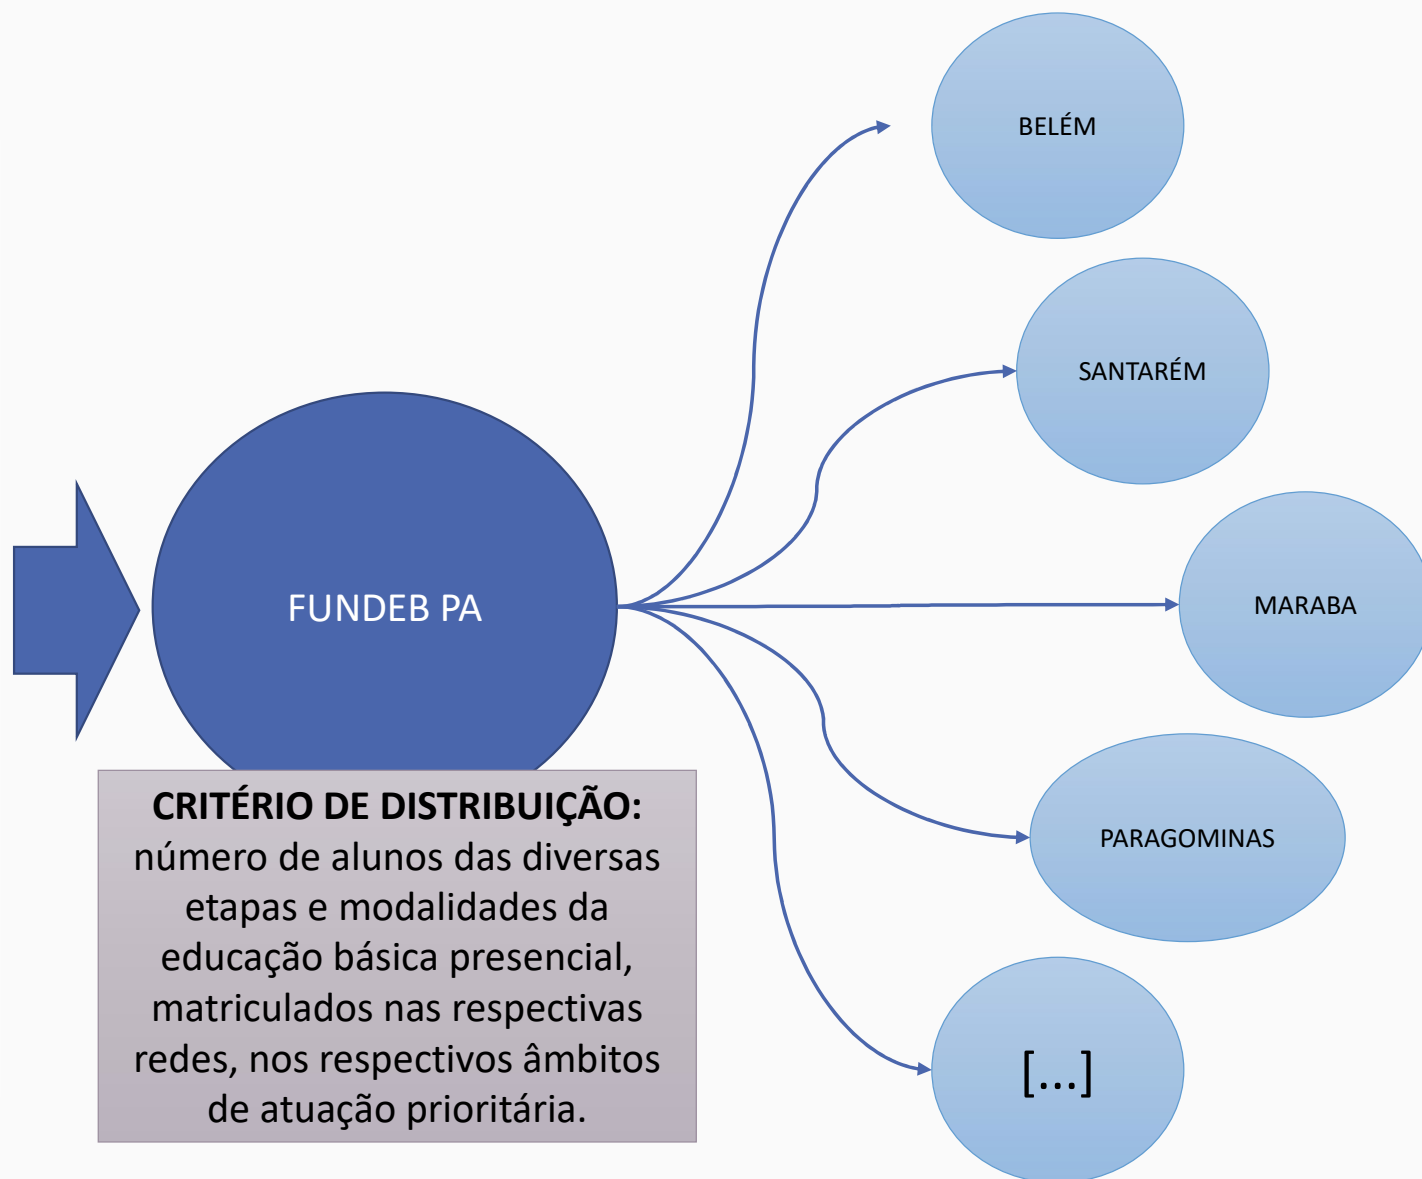 BELÉM
SANTARÉM
MARABA
FUNDEB PA
PARAGOMINAS
CRITÉRIO DE DISTRIBUIÇÃO:
número de alunos das diversas
etapas e modalidades da
educação básica presencial,
matriculados nas respectivas
redes, nos respectivos âmbitos
de atuação prioritária.
[...]